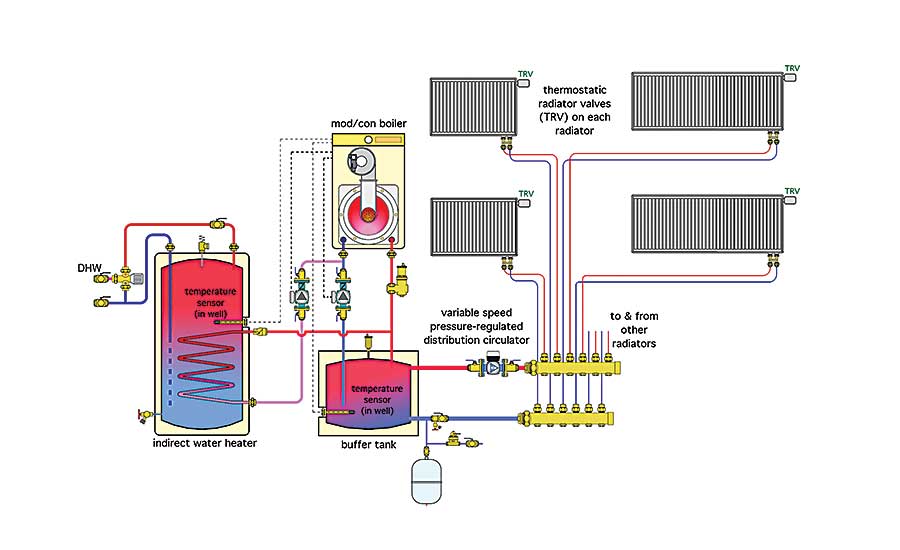 TRV
TRV
thermostatic
radiator valves
(TRV) on each
radiator
mod/con boiler
TRV
TRV
DHW
temperature
sensor
(in well)
variable speed
pressure-regulated
distribution circulator
to & from
other
radiators
temperature
sensor
(in well)
indirect water heater
buffer tank